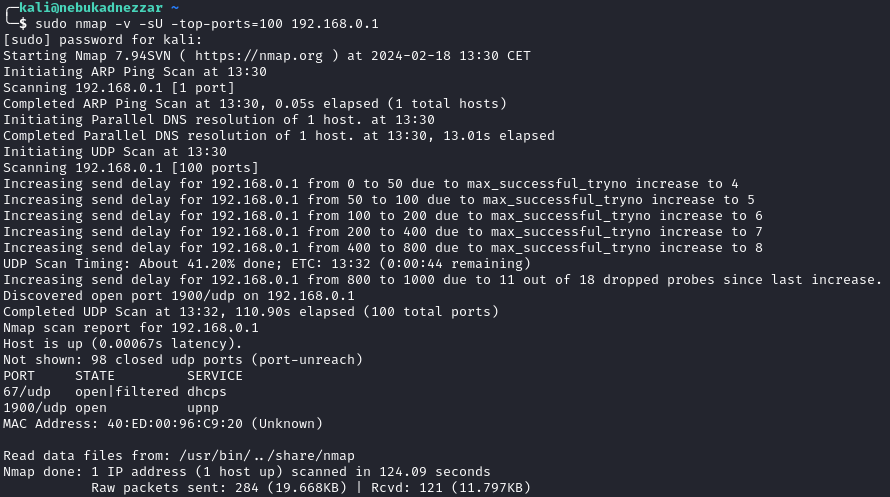 ┌─kali@nebukadnezzar ~
└─$ sudo nmap -v -sU -top-ports=100 192.168.0.1
[sudo] password for kali:
Starting Nmap 7.94SVN ( https://nmap.org ) at 2024-02-18 13:30 CET
Initiating ARP Ping Scan at 13:30
Scanning 192.168.0.1 [1 port]
Completed ARP Ping Scan at 13:30, 0.05s elapsed (1 total hosts)
Initiating Parallel DNS resolution of 1 host. at 13:30
Completed Parallel DNS resolution of 1 host. at 13:30, 13.01s elapsed
Initiating UDP Scan at 13:30
Scanning 192.168.0.1 [100 ports]
Increasing send delay for 192.168.0.1 from 0 to 50 due to max_successful_tryno increase to 4
Increasing send delay for 192.168.0.1 from 50 to 100 due to max_successful_tryno increase to 5
Increasing send delay for 192.168.0.1 from 100 to 200 due to max_successful_tryno increase to 6
Increasing send delay for 192.168.0.1 from 200 to 400 due to max_successful_tryno increase to 7
Increasing send delay for 192.168.0.1 from 400 to 800 due to max_successful_tryno increase to 8
UDP Scan Timing: About 41.20% done; ETC: 13:32 (0:00:44 remaining)
Increasing send delay for 192.168.0.1 from 800 to 1000 due to 11 out of 18 dropped probes since last increase.
Discovered open port 1900/udp on 192.168.0.1
Completed UDP Scan at 13:32, 110.90s elapsed (100 total ports)
Nmap scan report for 192.168.0.1
Host is up (0.00067s latency).
Not shown: 98 closed udp ports (port-unreach)
PORT     STATE         SERVICE
67/udp   open|filtered dhcps
1900/udp open          upnp
MAC Address: 40:ED:00:96:C9:20 (Unknown)

Read data files from: /usr/bin/../share/nmap
Nmap done: 1 IP address (1 host up) scanned in 124.09 seconds
           Raw packets sent: 284 (19.668KB) | Rcvd: 121 (11.797KB)